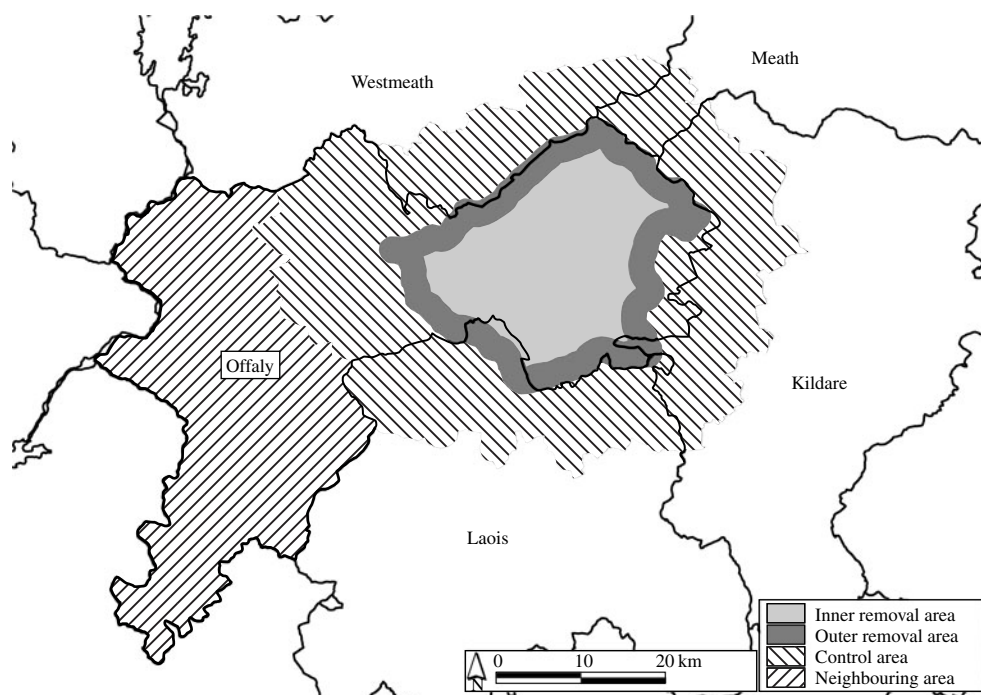 Meath
Westmeath
Offaly
Kildare
Laois
Inner removal area
Outer removal area
Control area
Neighbouring area
0 10 20 km